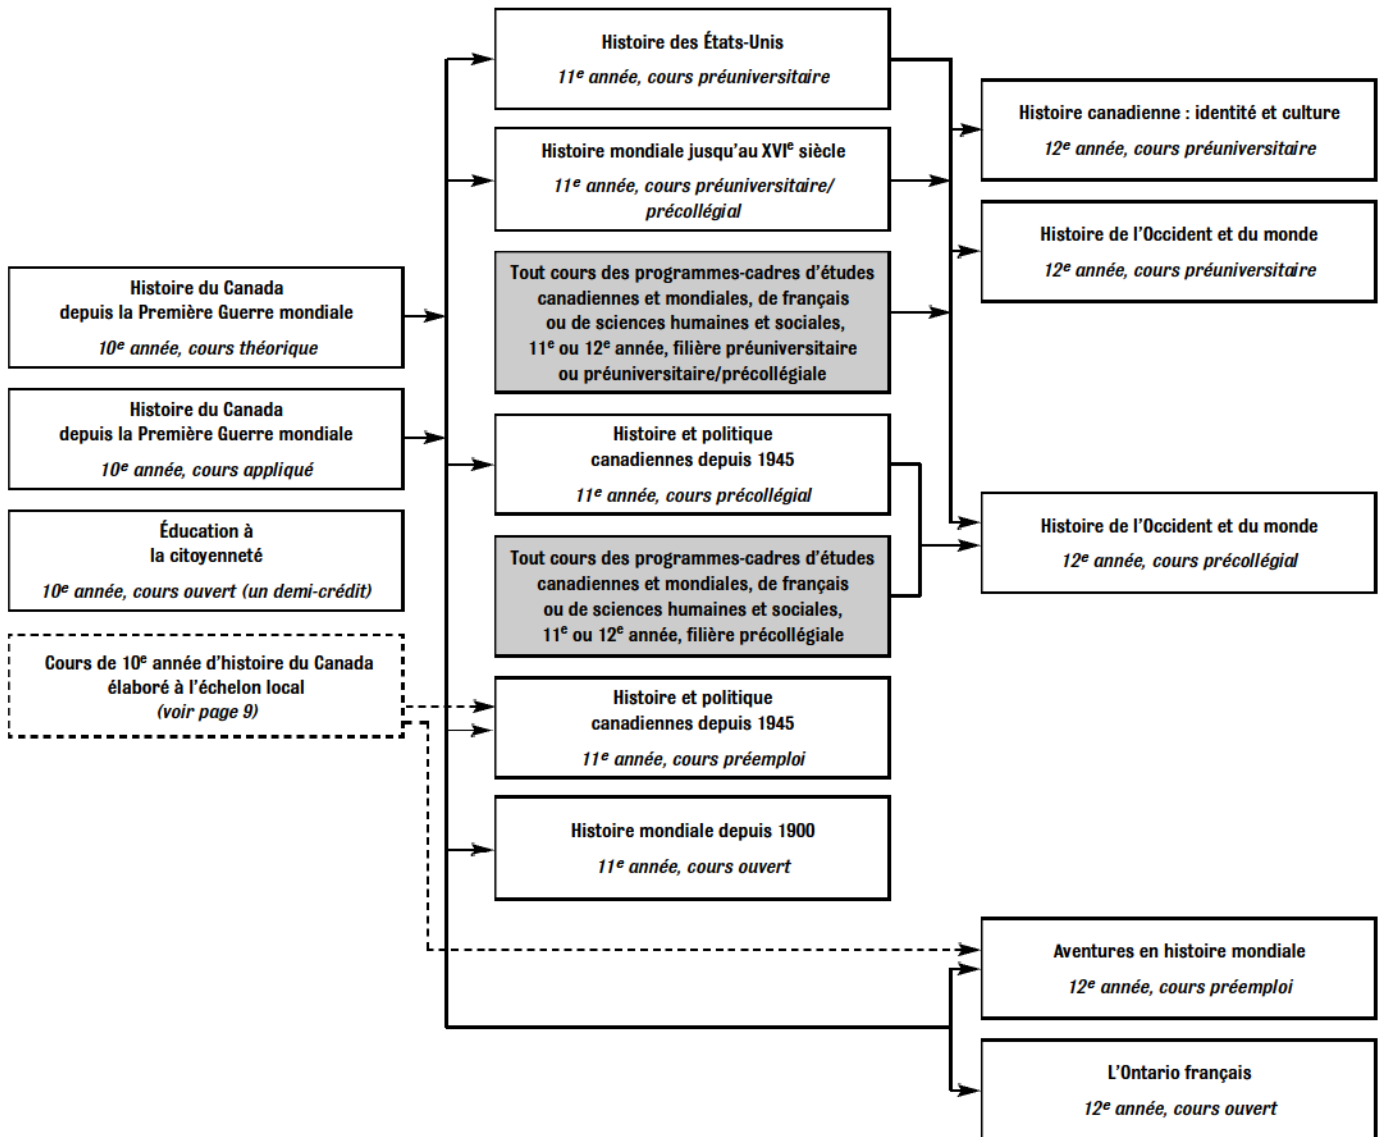 Histoire des États-Unis
11e année, cours préuniversitaire
Histoire mondiale jusqu'au XVIe siècle
11e année, cours préuniversitaire/
précollégial
Tout cours des programmes-cadres d'études
canadiennes et mondiales, de français
ou de sciences humaines et sociales,
11e ou 12e année, filière préuniversitaire
ou préuniversitaire/précollégiale
Histoire et politique
canadiennes depuis 1945
11e année, cours précollégial
Tout cours des programmes-cadres d'études
canadiennes et mondiales, de français
ou de sciences humaines et sociales,
11e ou 12e année, filière précollégiale
Histoire et politique
canadiennes depuis 1945
11e année, cours préemploi
Histoire mondiale depuis 1900
11e année, cours ouvert
Histoire du Canada
depuis la Première Guerre mondiale
10e année, cours théorique
Histoire du Canada
depuis la Première Guerre mondiale
10e année, cours appliqué
Éducation à
la citoyenneté
10e année, cours ouvert (un demi-crédit)
Cours de 10e année d'histoire du Canada
élaboré à l'échelon local
(voir page 9)
Histoire canadienne : identité et culture
12e année, cours préuniversitaire
Histoire de l'Occident et du monde
12e année, cours préuniversitaire
Histoire de l'Occident et du monde
12e année, cours précollégial
Aventures en histoire mondiale
12e année, cours préemploi
L'Ontario français
12e année, cours ouvert